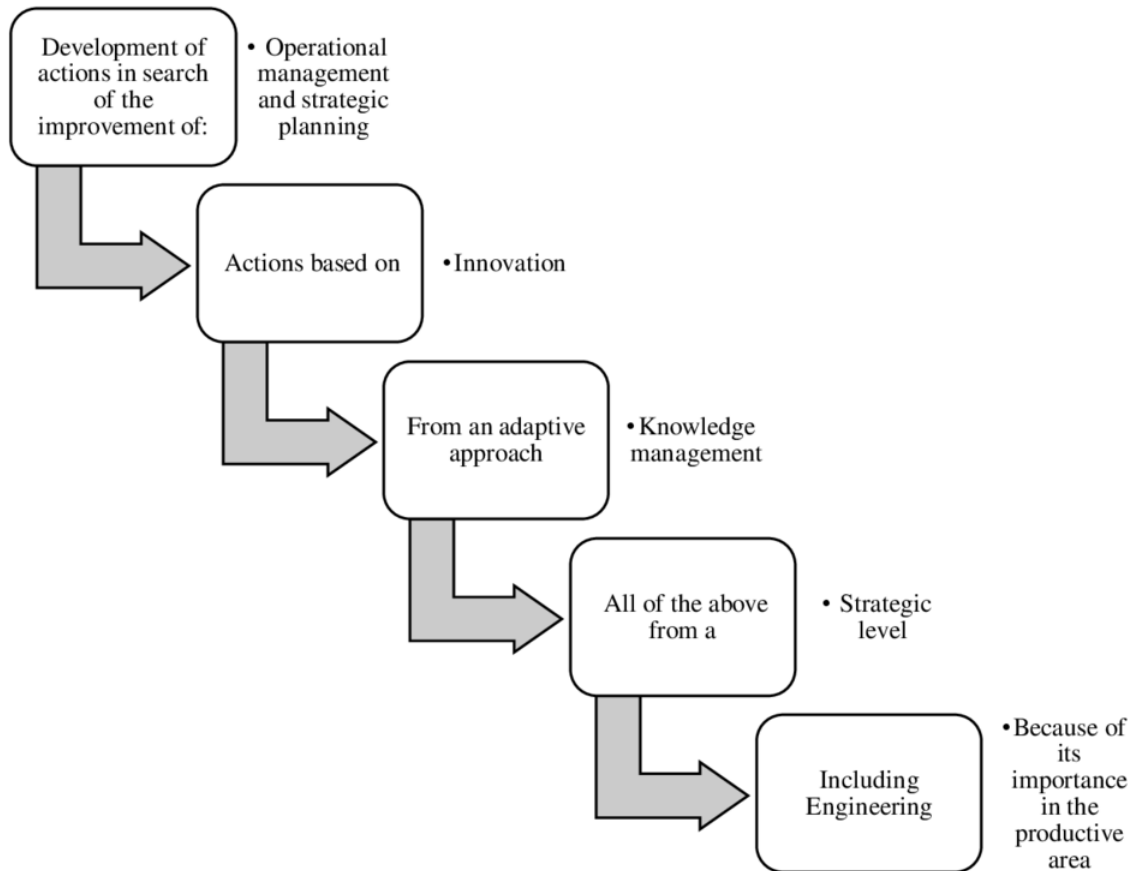 Development of
actions in search
of the
improvement of:
• Operational
management
and strategic
planning
Actions based on
•Innovation
From an adaptive
approach
• Knowledge
management
All of the above
from a
• Strategic
level
Including
Engineering
•Because of
its
importance
in the
productive
area